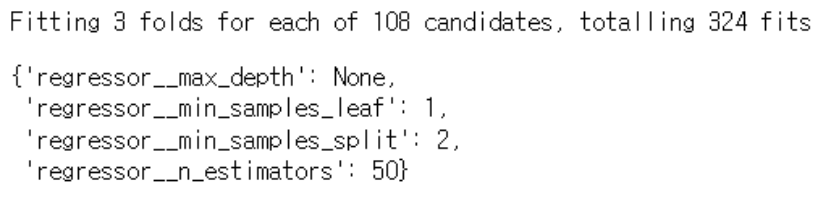 Fitting 3 folds for each of 108 candidates, totalling 324 fits
{'regressor__max_depth': None,
 'regressor__min_samples_leaf': 1,
 'regressor__min_samples_split': 2,
 'regressor__n_estimators': 50}